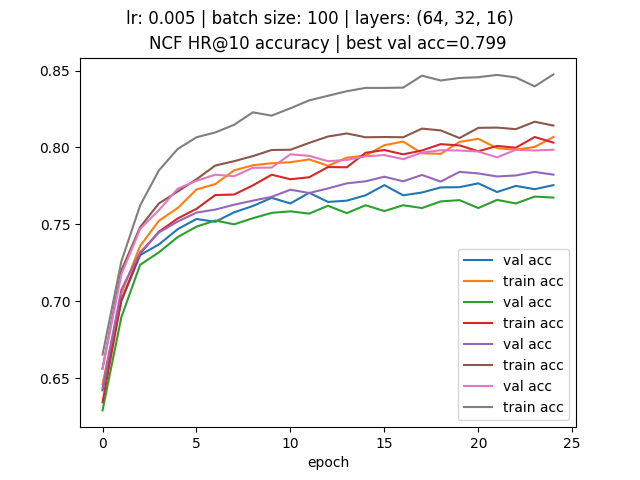 lr: 0.005 | batch size: 100 | layers: (64, 32, 16)
NCF HR@10 accuracy | best val acc=0.799
0.85
0.80
0.75
0.70
0.65
val acc
train acc
val acc
train acc
val acc
train acc
val acc
train acc
0 5 10 15 20 25
epoch